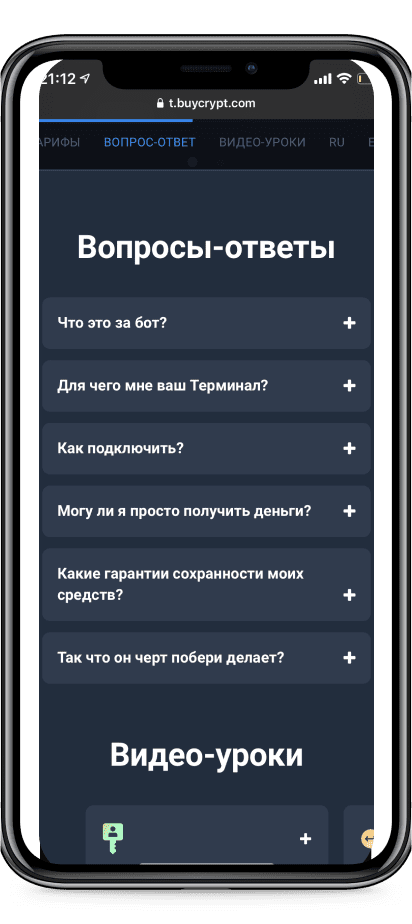 21:12
t.buycrypt.com
АРИФЫ ВОПРОС-ОТВЕТ ВИДЕО-УРОКИ RU E
Вопросы-ответы
Что это за бот?
Для чего мне ваш Терминал?
Как подключить?
Могу ли я просто получить деньги?
Какие гарантии сохранности моих
средств?
Так что он черт побери делает?
Видео-уроки